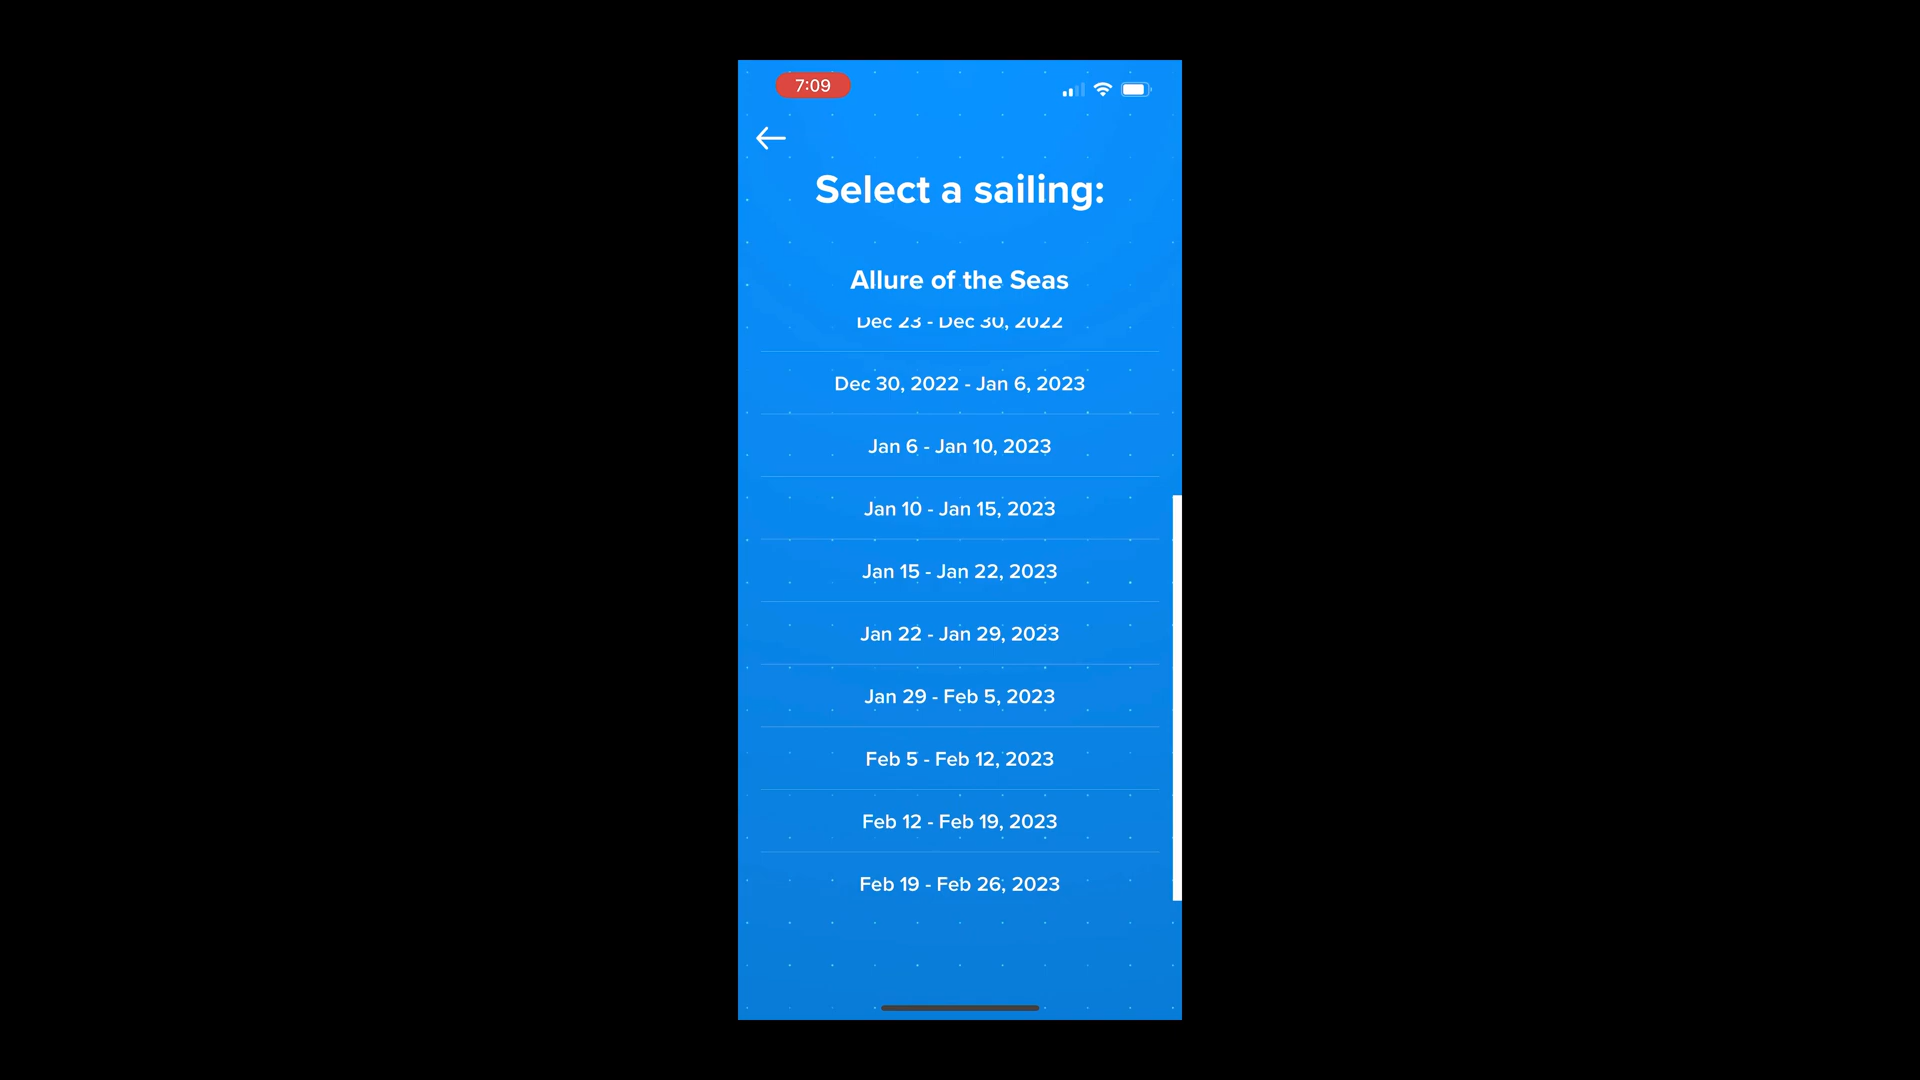 7:09
Select a sailing:
Allure of the Seas
Dec 23 - Dec 30, 2022
Dec 30, 2022 - Jan 6, 2023
Jan 6 - Jan 10, 2023
Jan 10 - Jan 15, 2023
Jan 15 - Jan 22, 2023
Jan 22 - Jan 29, 2023
Jan 29 - Feb 5, 2023
Feb 5 - Feb 12, 2023
Feb 12 - Feb 19, 2023
Feb 19 - Feb 26, 2023